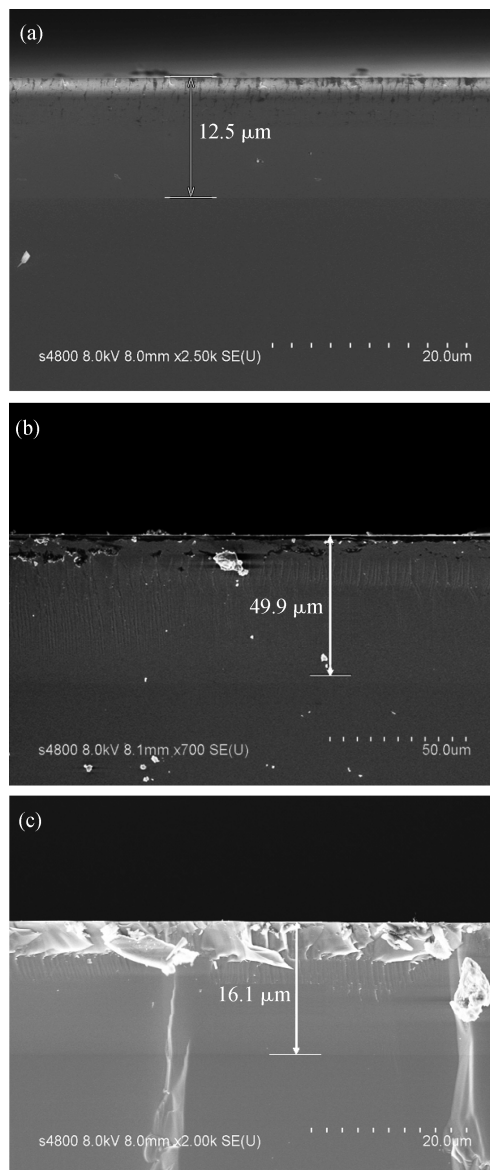 (a)
12.5 μm
s4800 8.0kV 8.0mm x2.50k SE(U)
20.0um
(b)
49.9 μm
s4800 8.0kV 8.1mm x700 SE(U)
50.0um
(c)
16.1 μm
s4800 8.0kV 8.0mm x2.00k SE(U)
20.0um